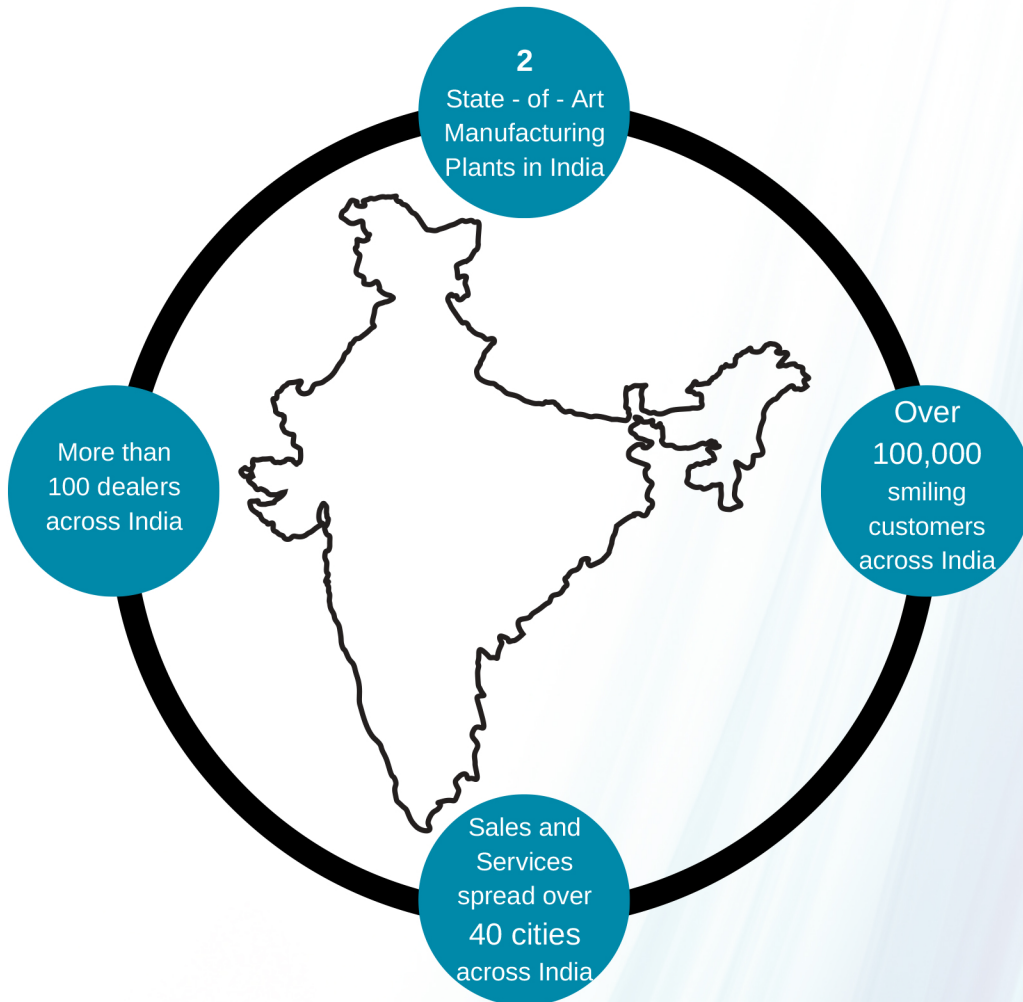 2
State - of - Art
Manufacturing
Plants in India
More than
100 dealers
across India
Over
100,000
smiling
customers
across India
Sales and
Services
spread over
40 cities
across India